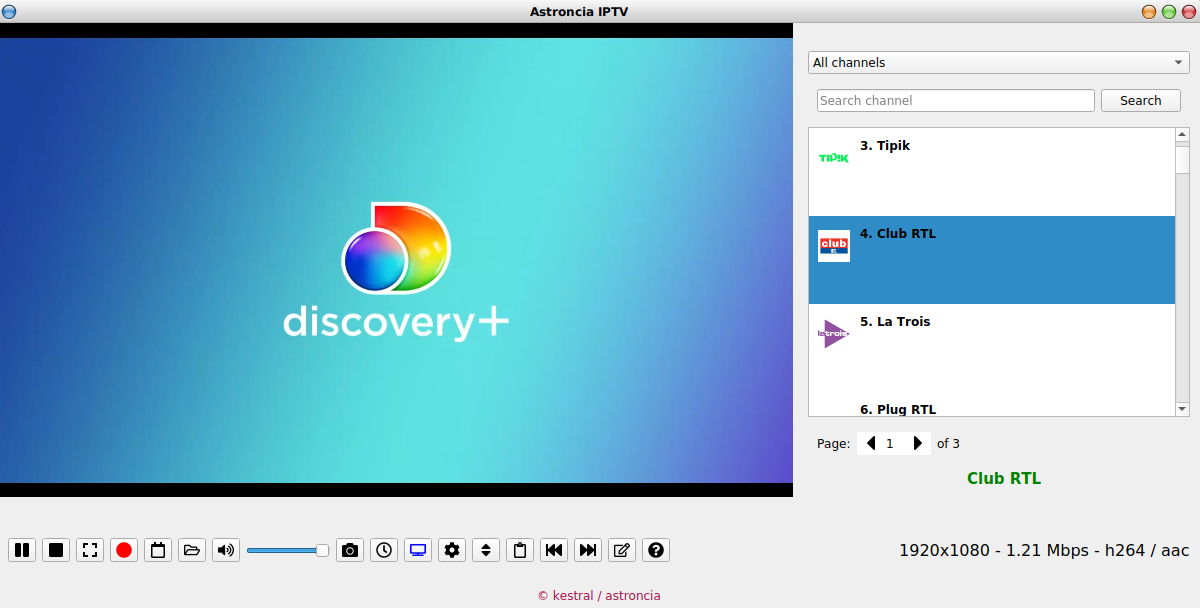 Astroncia IPTV
discovery+
All channels
Search channel
Search
TIPIK
3. Tipik
club
RTL
4. Club RTL
latrois
5. La Trois
6. Plug RTL
Page: 1 of 3
Club RTL
1920x1080 - 1.21 Mbps - h264 / aac
© kestral / astroncia